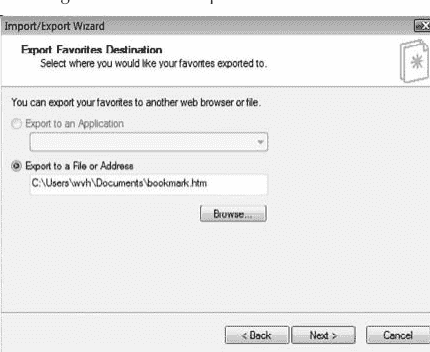 Import/Export Wizard
Export Favorites Destination
Select where you would like your favorites exported to.
You can export your favorites to another web browser or file.
Export to an Application
Export to a File or Address
C:\Users\wvh\Documents\bookmark.htm
Browse...
< Back
Next >
Cancel